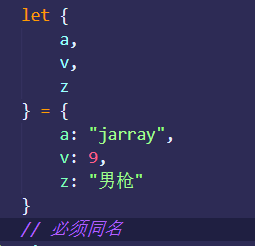 let {
    a,
    v,
    z
} = {
    a: "jarray",
    v: 9,
    z: "男枪"
}
// 必须同名